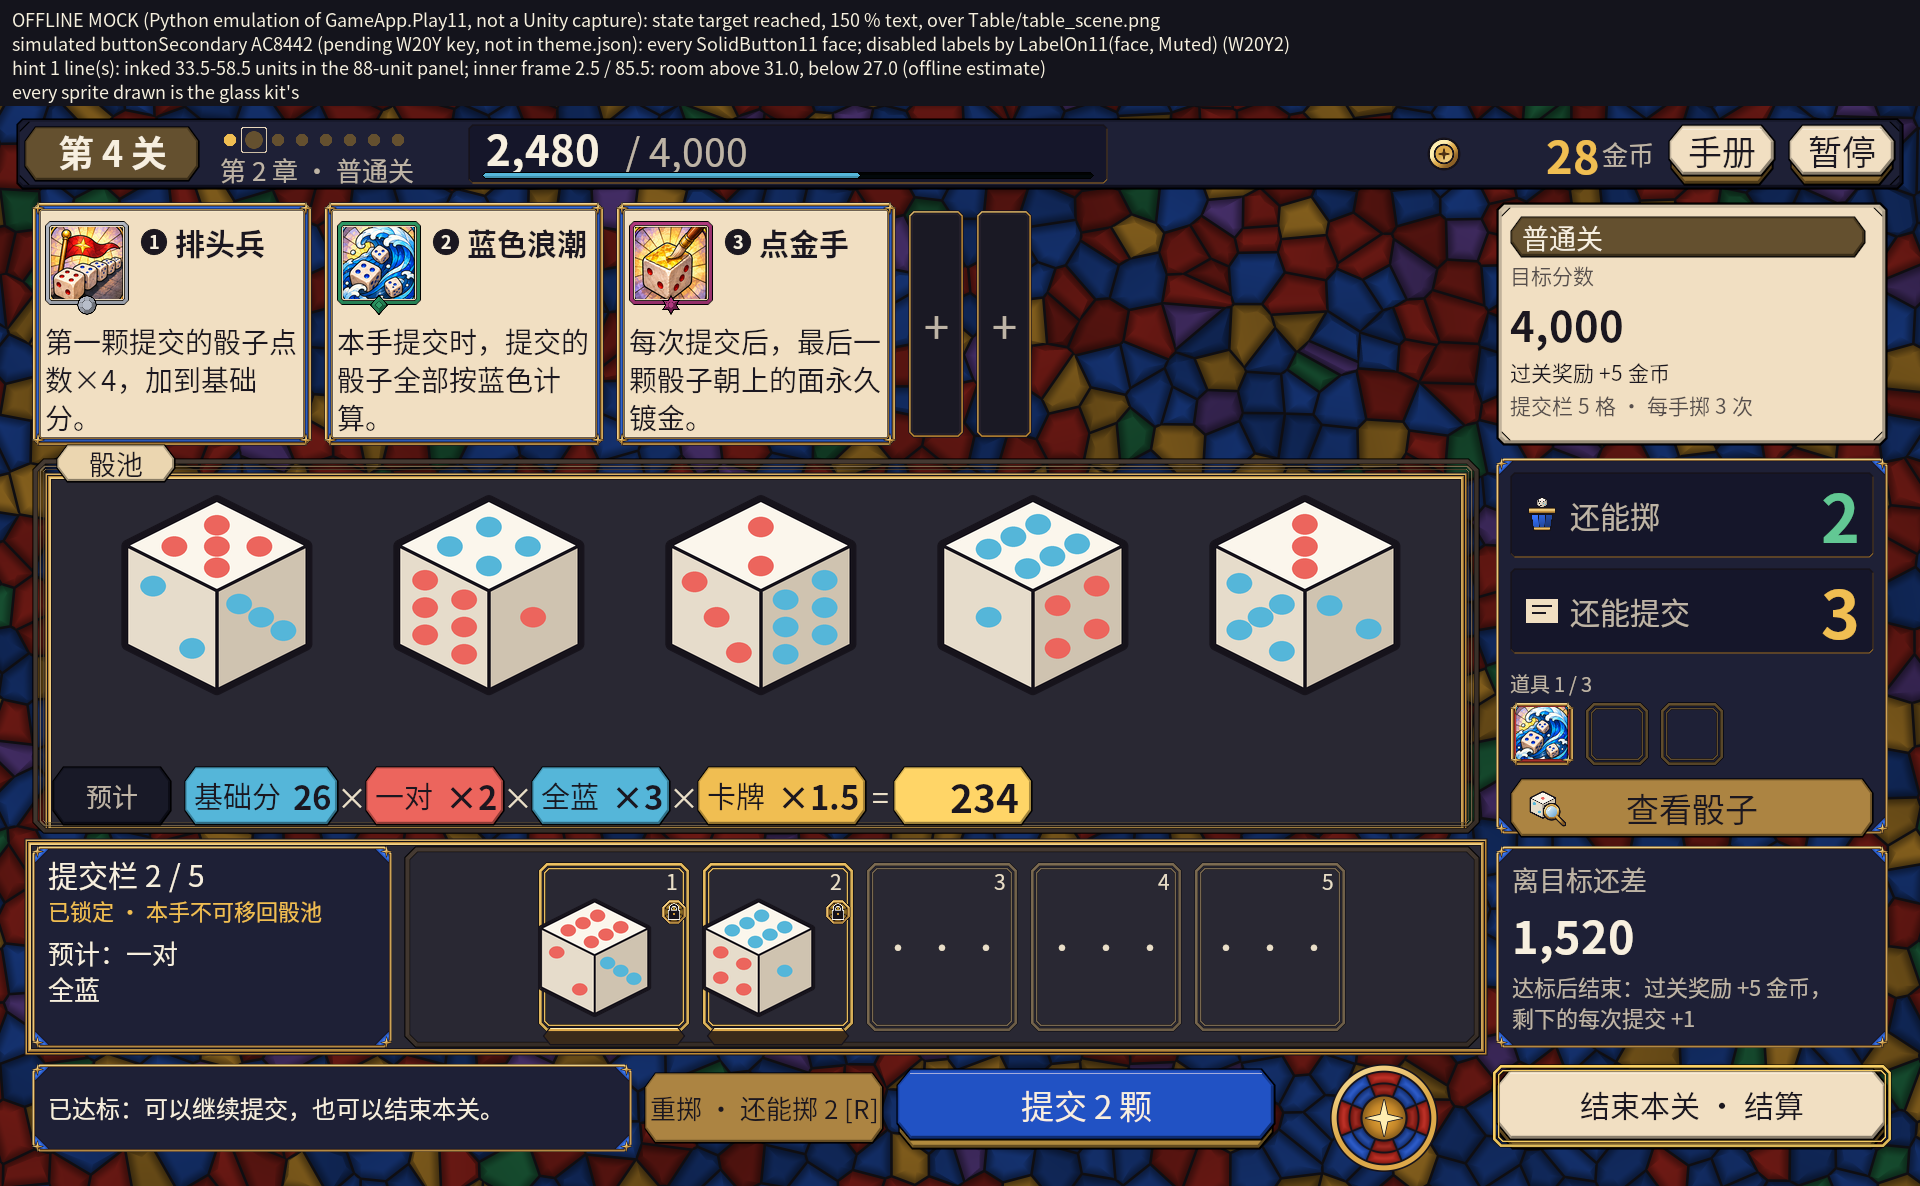 OFFLINE MOCK (Python emulation of GameApp.Play11, not a Unity capture): state target reached, 150 % text, over Table/table_scene.png
simulated buttonSecondary AC8442 (pending W20Y key, not in theme.json): every SolidButton11 face; disabled labels by LabelOn11(face, Muted) (W20Y2)
hint 1 line(s): inked 33.5-58.5 units in the 88-unit panel; inner frame 2.5 / 85.5: room above 31.0, below 27.0 (offline estimate)
every sprite drawn is the glass kit's
第 4 关
第 2 章 · 普通关
2,480 / 4,000
28 金币
手册
暂停
1 排头兵
第一颗提交的骰子点
数×4，加到基础
分。
2 蓝色浪潮
本手提交时，提交的
骰子全部按蓝色计
算。
3 点金手
每次提交后，最后一
颗骰子朝上的面永久
镀金。
+
+
普通关
目标分数
4,000
过关奖励 +5 金币
提交栏 5 格 · 每手掷 3 次
骰池
还能掷 2
还能提交 3
道具 1 / 3
查看骰子
预计 基础分 26 × 一对 ×2 × 全蓝 ×3 × 卡牌 ×1.5 = 234
提交栏 2 / 5
已锁定 · 本手不可移回骰池
预计：一对
全蓝
1
2
3
4
5
离目标还差
1,520
达标后结束：过关奖励 +5 金币，
剩下的每次提交 +1
已达标：可以继续提交，也可以结束本关。
重掷 · 还能掷 2 [R]
提交 2 颗
结束本关 · 结算